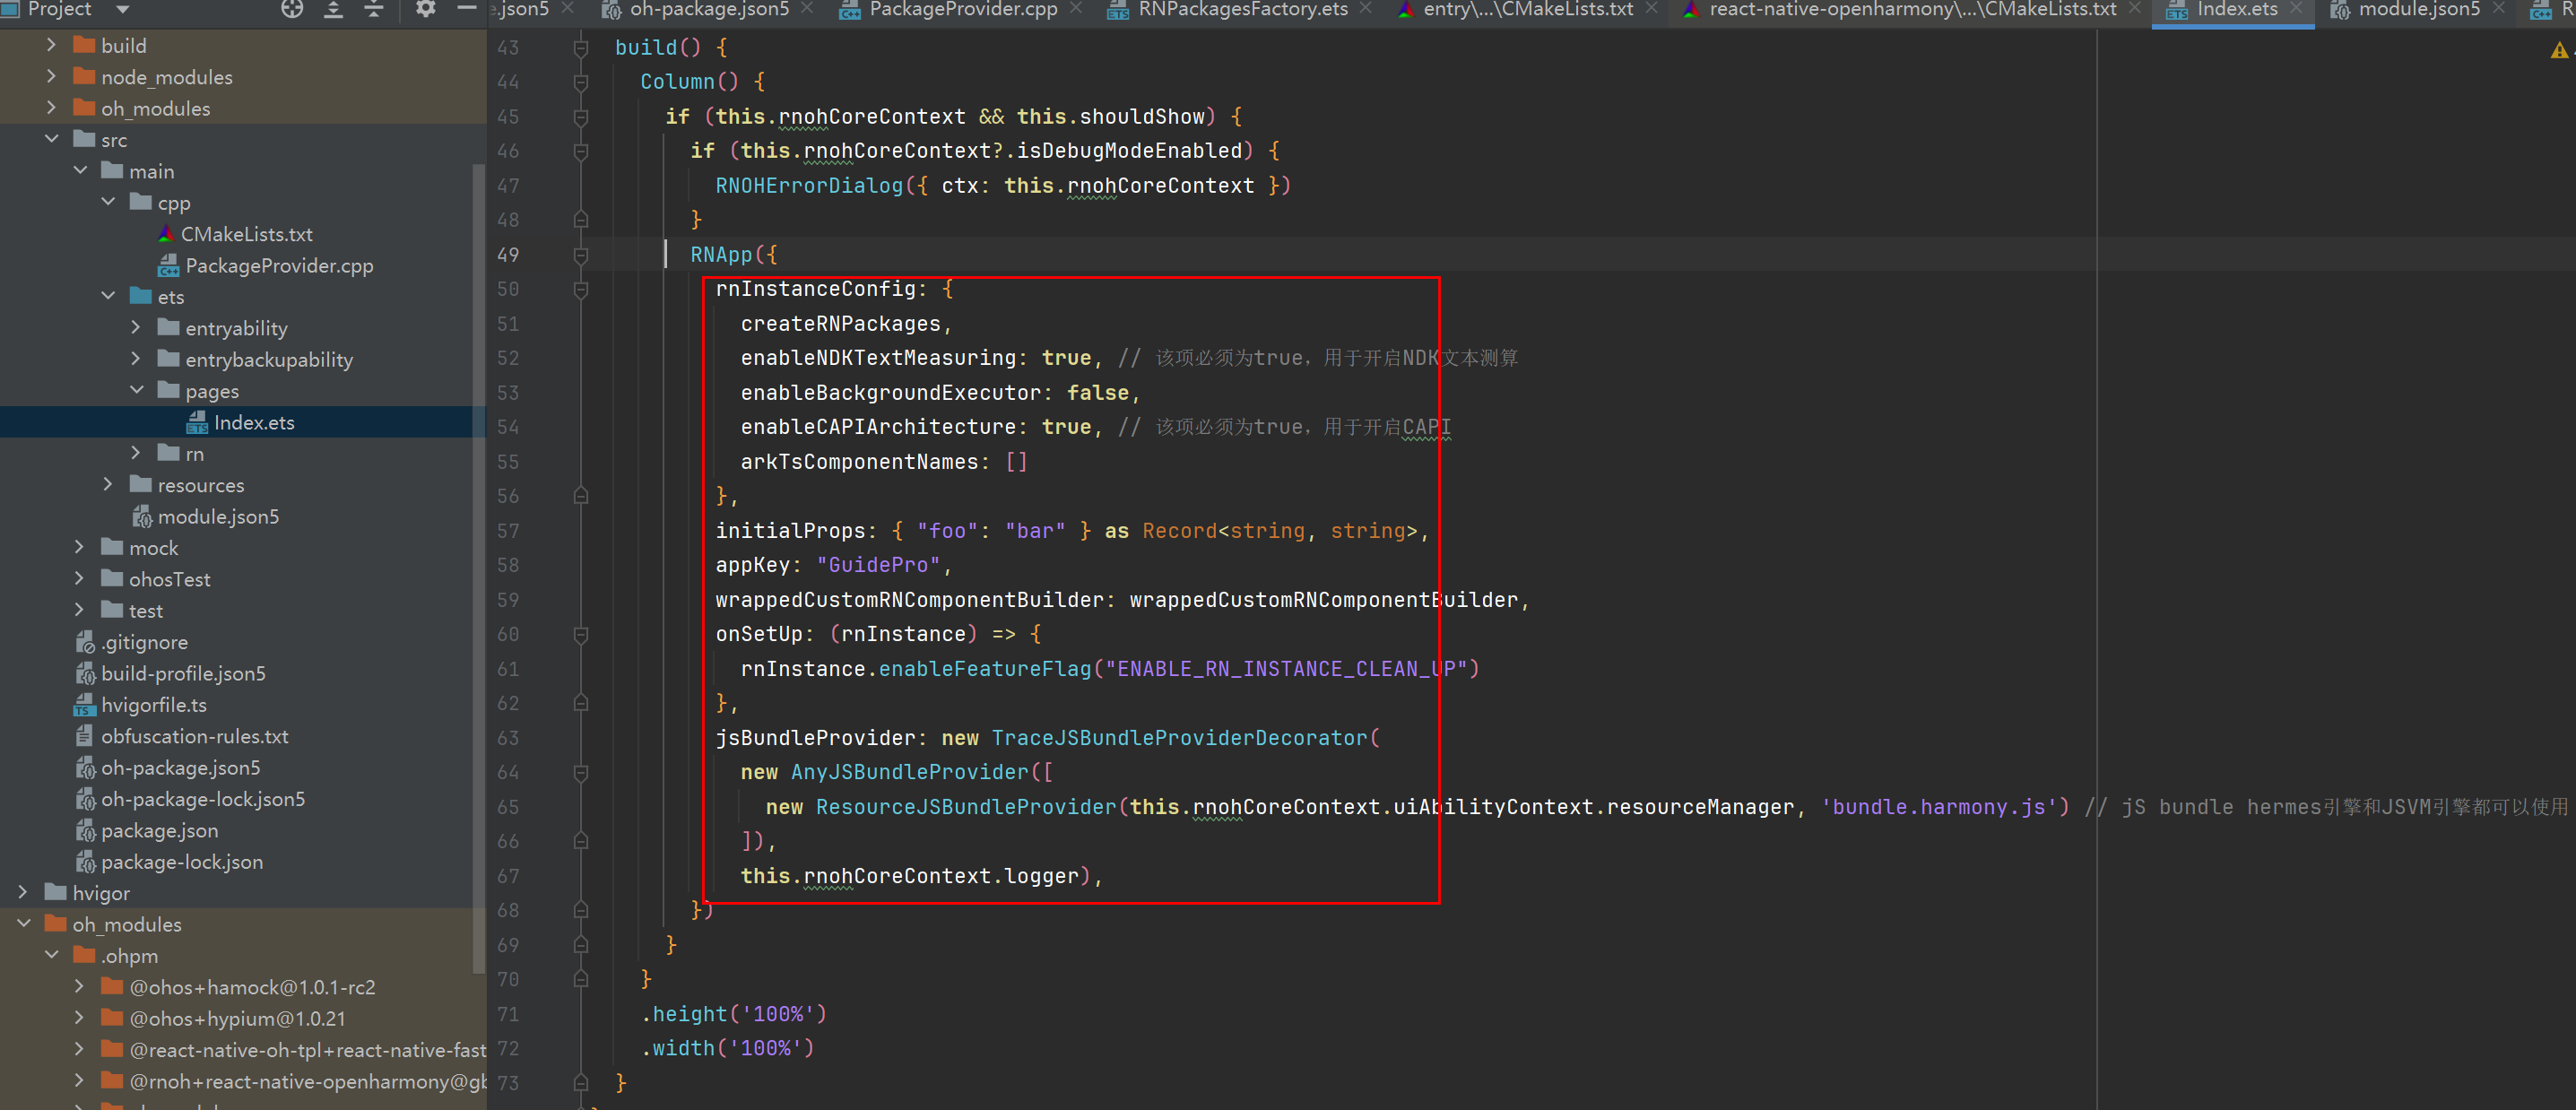 Project
.json5
oh-package.json5
PackageProvider.cpp
RNPackagesFactory.ets
entry\...\CMakeLists.txt
react-native-openharmony\...\CMakeLists.txt
Index.ets
module.json5
build
node_modules
oh_modules
src
main
cpp
CMakeLists.txt
PackageProvider.cpp
ets
entryability
entrybackupability
pages
Index.ets
rn
resources
module.json5
mock
ohosTest
test
.gitignore
build-profile.json5
hvigorfile.ts
obfuscation-rules.txt
oh-package.json5
oh-package-lock.json5
package.json
package-lock.json
hvigor
oh_modules
.ohpm
@ohos+hamock@1.0.1-rc2
@ohos+hypium@1.0.21
@react-native-oh-tpl+react-native-fast
@rnoh+react-native-openharmony@g
43 build() {
44 Column() {
45 if (this.rnohCoreContext && this.shouldShow) {
46 if (this.rnohCoreContext?.isDebugModeEnabled) {
47 RNOHErrorDialog({ ctx: this.rnohCoreContext })
48 }
49 RNApp({
50 rnInstanceConfig: {
51 createRNPackages,
52 enableNDKTextMeasuring: true, // 该项必须为true，用于开启NDK文本测算
53 enableBackgroundExecutor: false,
54 enableCAPIArchitecture: true, // 该项必须为true，用于开启CAPI
55 arkTsComponentNames: []
56 },
57 initialProps: { "foo": "bar" } as Record<string, string>,
58 appKey: "GuidePro",
59 wrappedCustomRNComponentBuilder: wrappedCustomRNComponentBuilder,
60 onSetUp: (rnInstance) => {
61 rnInstance.enableFeatureFlag("ENABLE_RN_INSTANCE_CLEAN_UP")
62 },
63 jsBundleProvider: new TraceJSBundleProviderDecorator(
64 new AnyJSBundleProvider([
65 new ResourceJSBundleProvider(this.rnohCoreContext.uiAbilityContext.resourceManager, 'bundle.harmony.js') // jS bundle hermes引擎和JSVM引擎都可以使用
66 ]),
67 this.rnohCoreContext.logger),
68 })
69 }
70 }
71 .height('100%')
72 .width('100%')
73 }